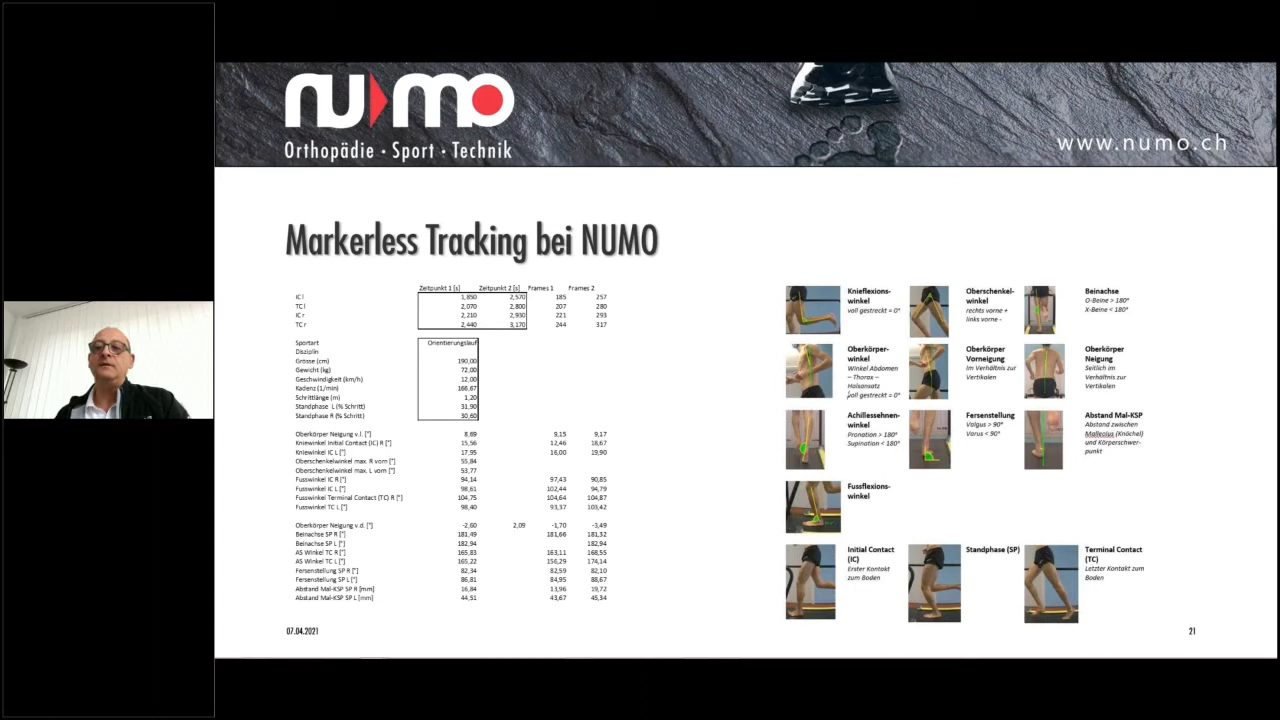 numo
Orthopädie · Sport · Technik
www.numo.ch
Markerless Tracking bei NUMO
Zeitpunkt 1 [s] Zeitpunkt 2 [s] Frames 1 Frames 2
IC l 1,850 2,570 185 257
TC l 2,070 2,800 207 280
IC r 2,210 2,930 221 293
TC r 2,440 3,170 244 317
Sportart Orientierungslauf
Disziplin
Grösse (cm) 190,00
Gewicht (kg) 72,00
Geschwindigkeit (km/h) 12,00
Kadenz (1/min) 166,67
Schrittlänge (m) 1,20
Standphase L (% Schritt) 31,90
Standphase R (% Schritt) 30,60
Oberkörper Neigung v.l. [°] 8,69 9,15 9,17
Kniewinkel Initial Contact (IC) R [°] 15,56 12,46 18,67
Kniewinkel IC L [°] 17,95 16,00 19,90
Oberschenkelwinkel max. R vorn [°] 55,84
Oberschenkelwinkel max. L vorn [°] 53,77
Fusswinkel IC R [°] 94,14 97,43 90,85
Fusswinkel IC L [°] 98,61 102,44 94,79
Fusswinkel Terminal Contact (TC) R [°] 104,75 104,64 104,87
Fusswinkel TC L [°] 98,40 93,37 103,42
Oberkörper Neigung v.d. [°] -2,60 2,09 -1,70 -3,49
Beinachse SP R [°] 181,49 181,66 181,32
Beinachse SP L [°] 182,94 182,94
AS Winkel TC R [°] 165,83 163,11 168,55
AS Winkel TC L [°] 165,22 156,29 174,14
Fersenstellung SP R [°] 82,34 82,59 82,10
Fersenstellung SP L [°] 86,81 84,95 88,67
Abstand Mal-KSP SP R [mm] 16,84 13,96 19,72
Abstand Mal-KSP SP L [mm] 44,51 43,67 45,34
Knieflexions-
winkel
voll gestreckt = 0°
Oberschenkel-
winkel
rechts vorne +
links vorne -
Beinachse
O-Beine > 180°
X-Beine < 180°
Oberkörper-
winkel
Winkel Abdomen
– Thorax –
Halsansatz
voll gestreckt = 0°
Oberkörper
Vorneigung
Im Verhältnis zur
Vertikalen
Oberkörper
Neigung
Seitlich im
Verhältnis zur
Vertikalen
Achillessehnen-
winkel
Pronation > 180°
Supination < 180°
Fersenstellung
Valgus > 90°
Varus < 90°
Abstand Mal-KSP
Abstand zwischen
Malleolus (Knöchel)
und Körperschwer-
punkt
Fussflexions-
winkel
Initial Contact
(IC)
Erster Kontakt
zum Boden
Standphase (SP)
Terminal Contact
(TC)
Letzter Kontakt zum
Boden
07.04.2021
21